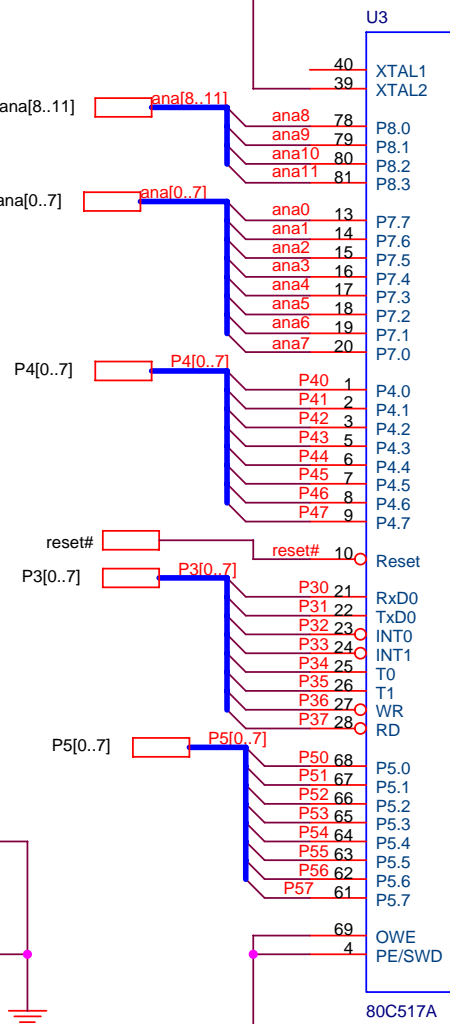 U3
40 XTAL1
39 XTAL2
ana[8..11] ana[8..11]
ana8 78 P8.0
ana9 79 P8.1
ana10 80 P8.2
ana11 81 P8.3
ana[0..7] ana[0..7]
ana0 13 P7.7
ana1 14 P7.6
ana2 15 P7.5
ana3 16 P7.4
ana4 17 P7.3
ana5 18 P7.2
ana6 19 P7.1
ana7 20 P7.0
P4[0..7] P4[0..7]
P40 1 P4.0
P41 2 P4.1
P42 3 P4.2
P43 5 P4.3
P44 6 P4.4
P45 7 P4.5
P46 8 P4.6
P47 9 P4.7
reset# reset# 10 Reset
P3[0..7] P3[0..7]
P30 21 RxD0
P31 22 TxD0
P32 23 INT0
P33 24 INT1
P34 25 T0
P35 26 T1
P36 27 WR
P37 28 RD
P5[0..7] P5[0..7]
P50 68 P5.0
P51 67 P5.1
P52 66 P5.2
P53 65 P5.3
P54 64 P5.4
P55 63 P5.5
P56 62 P5.6
P57 61 P5.7
69 OWE
4 PE/SWD
80C517A